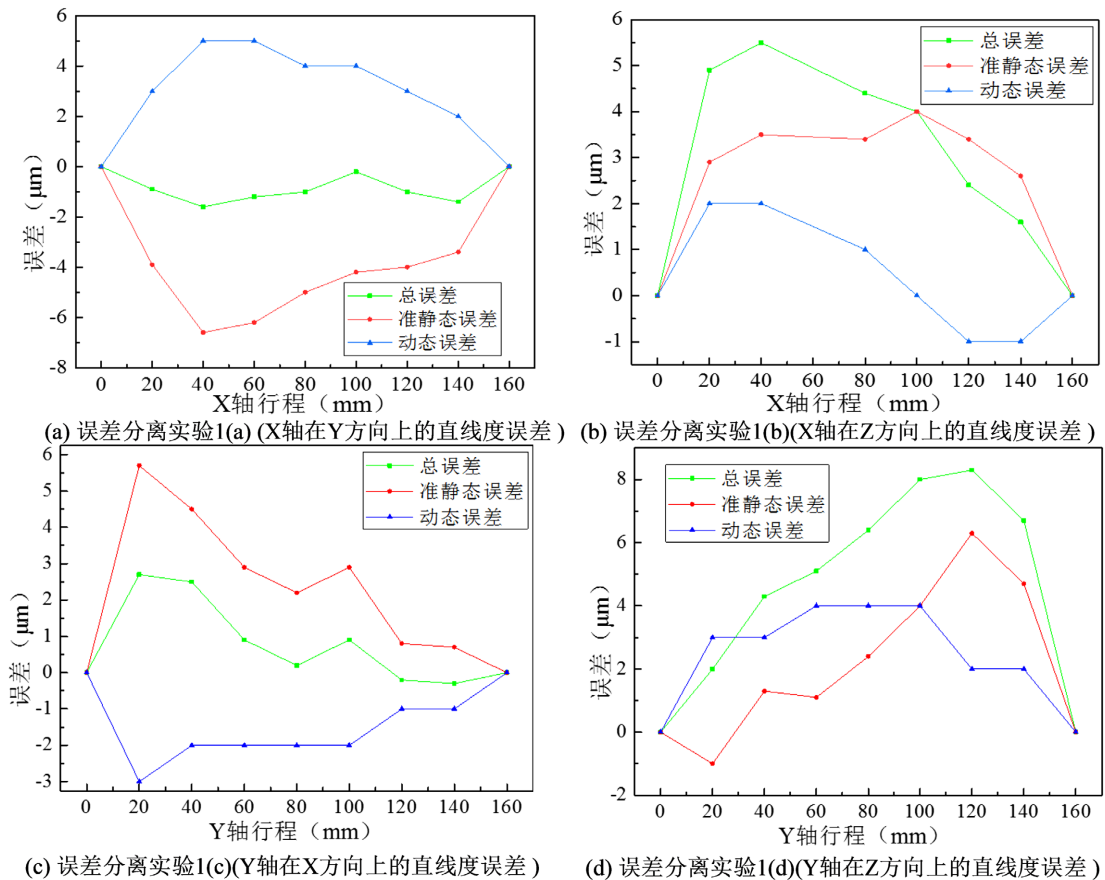 6
4
2
0
-2
-4
-6
-8
误差（μm）
总误差
准静态误差
动态误差
0 20 40 60 80 100 120 140 160
X轴行程（mm）
(a) 误差分离实验1(a) (X轴在Y方向上的直线度误差 )
6
5
4
3
2
1
0
-1
误差（μm）
总误差
准静态误差
动态误差
0 20 40 60 80 100 120 140 160
X轴行程（mm）
(b) 误差分离实验1(b)(X轴在Z方向上的直线度误差 )
6
5
4
3
2
1
0
-1
-2
-3
误差（μm）
总误差
准静态误差
动态误差
0 20 40 60 80 100 120 140 160
Y轴行程（mm）
(c) 误差分离实验1(c)(Y轴在X方向上的直线度误差 )
8
6
4
2
0
-2
误差（μm）
总误差
准静态误差
动态误差
0 20 40 60 80 100 120 140 160
Y轴行程（mm）
(d) 误差分离实验1(d)(Y轴在Z方向上的直线度误差 )